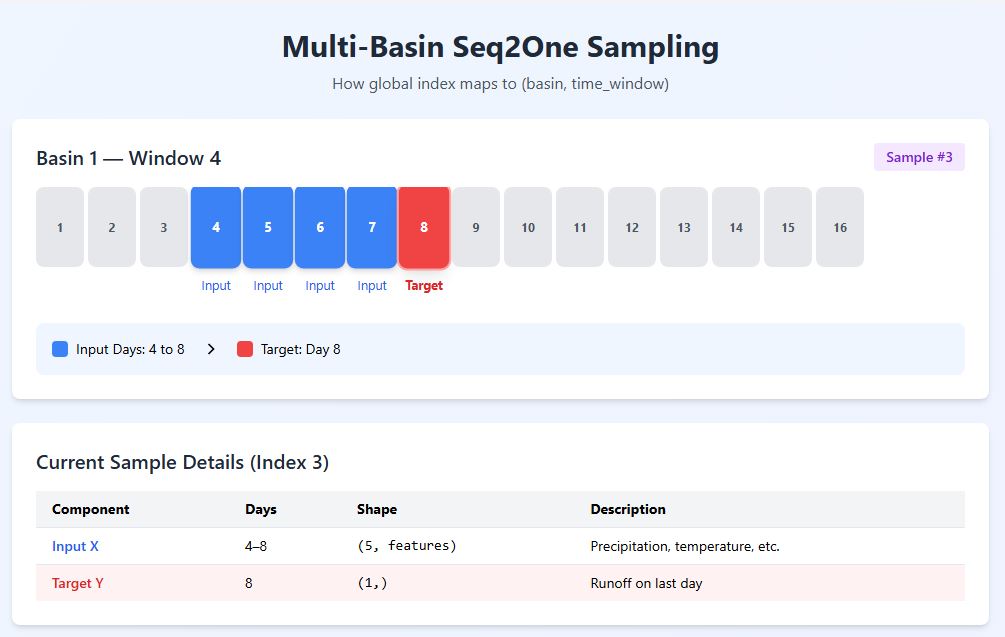 Multi-Basin Seq2One Sampling
How global index maps to (basin, time_window)
Basin 1 — Window 4
Sample #3
1 2 3 4 5 6 7 8 9 10 11 12 13 14 15 16
Input Input Input Input Target
Input Days: 4 to 8 > Target: Day 8
Current Sample Details (Index 3)
Component Days Shape Description
Input X 4–8 (5, features) Precipitation, temperature, etc.
Target Y 8 (1,) Runoff on last day